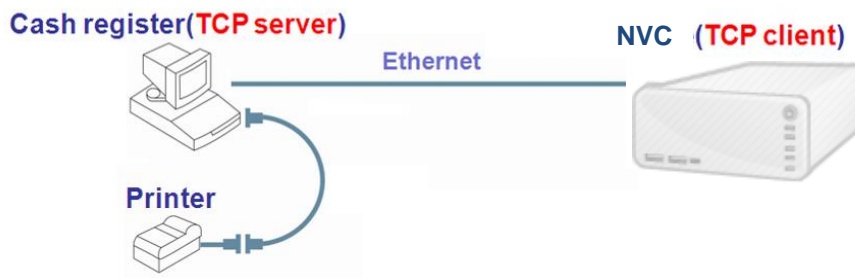 Cash register(TCP server)
NVC (TCP client)
Ethernet
Printer